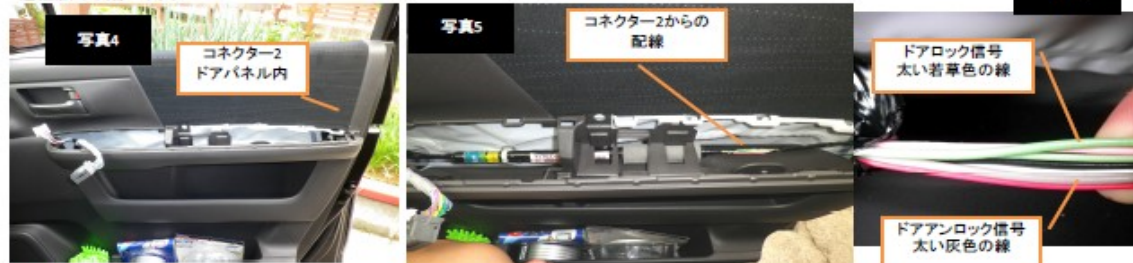 写真4
コネクター2
ドアパネル内
写真5
コネクター2からの
配線
ドアロック信号
太い若草色の線
ドアアンロック信号
太い灰色の線